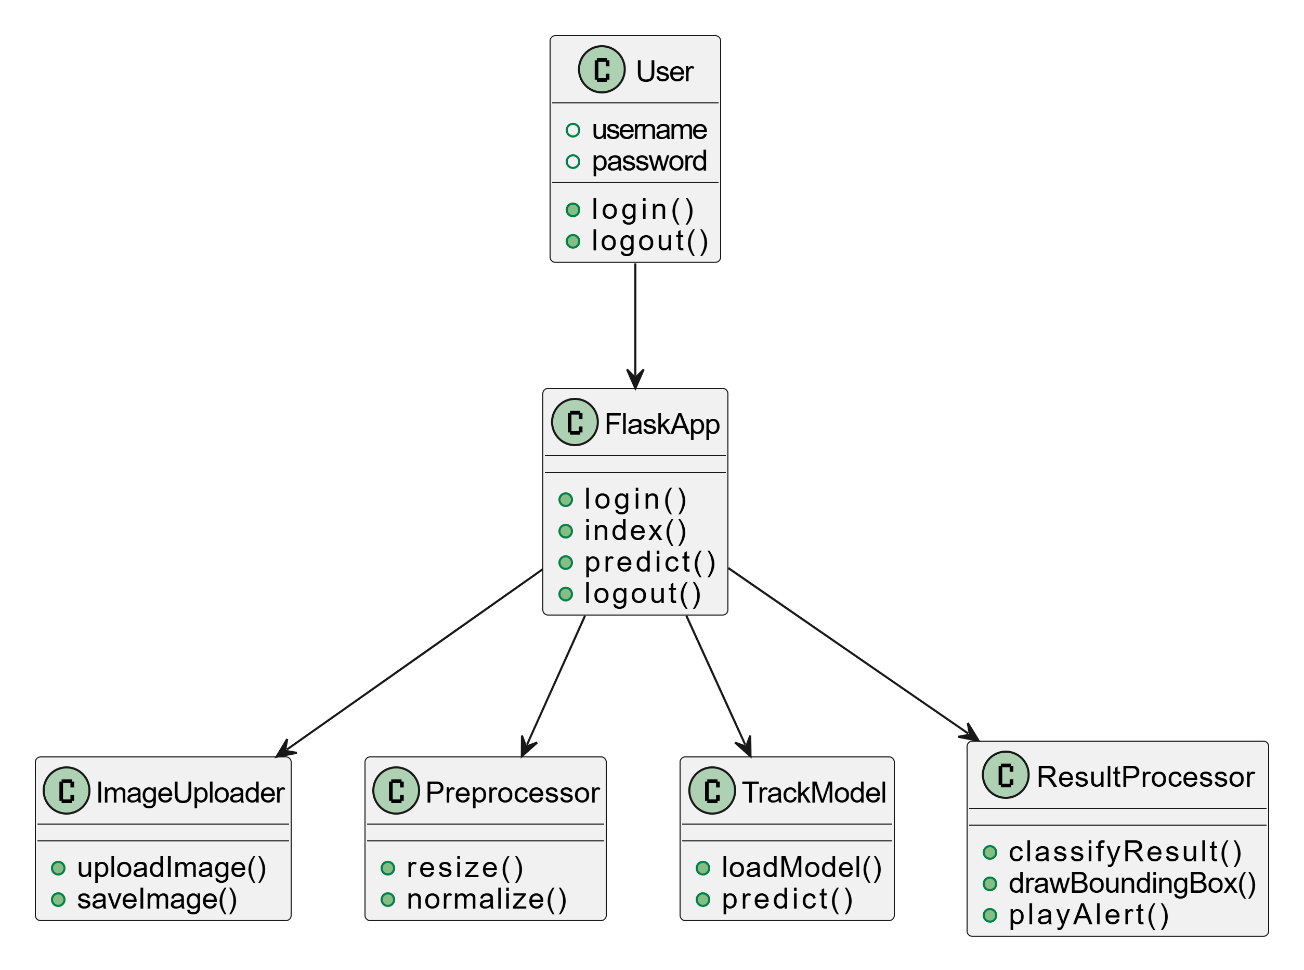 C User
username
password
login()
logout()
C FlaskApp
login()
index()
predict()
logout()
C ImageUploader
uploadImage()
saveImage()
C Preprocessor
resize()
normalize()
C TrackModel
loadModel()
predict()
C ResultProcessor
classifyResult()
drawBoundingBox()
playAlert()